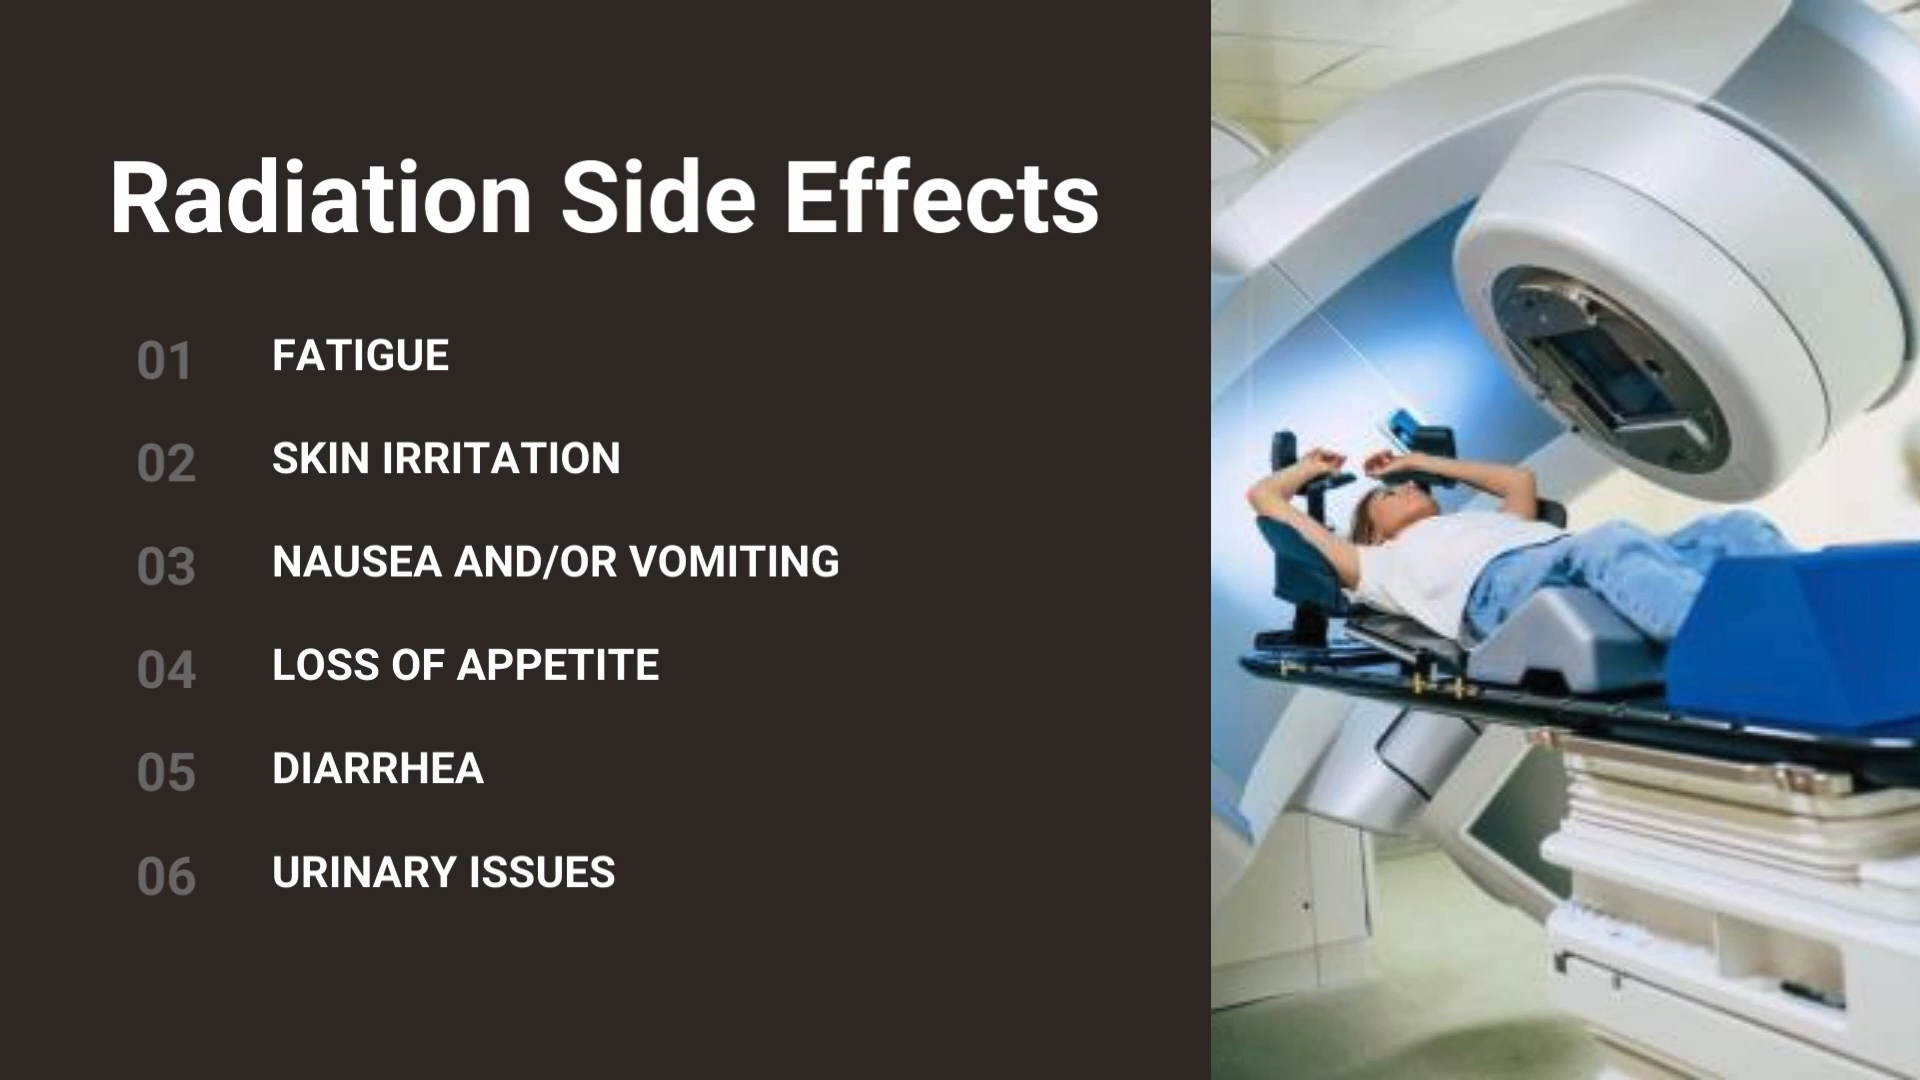 Radiation Side Effects
01 FATIGUE
02 SKIN IRRITATION
03 NAUSEA AND/OR VOMITING
04 LOSS OF APPETITE
05 DIARRHEA
06 URINARY ISSUES